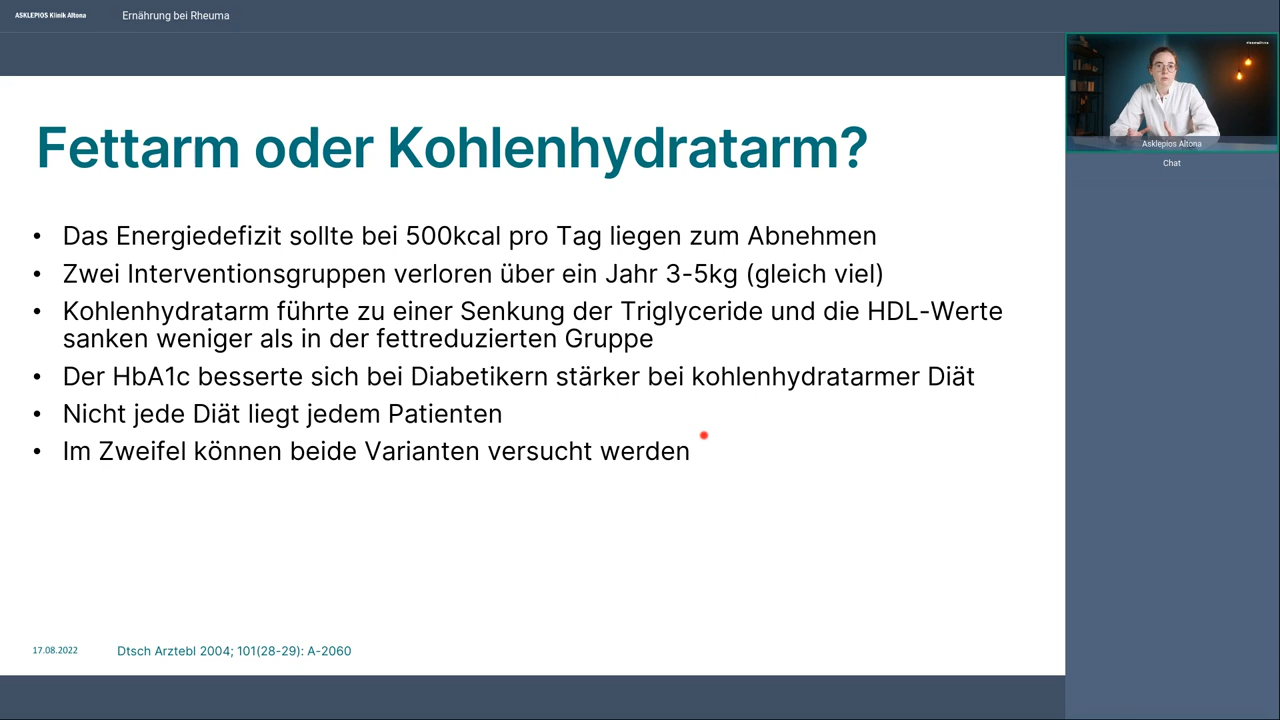 ASKLEPIOS Klinik Altona
Ernährung bei Rheuma
Fettarm oder Kohlenhydratarm?
• Das Energiedefizit sollte bei 500kcal pro Tag liegen zum Abnehmen
• Zwei Interventionsgruppen verloren über ein Jahr 3-5kg (gleich viel)
• Kohlenhydratarm führte zu einer Senkung der Triglyceride und die HDL-Werte
sanken weniger als in der fettreduzierten Gruppe
• Der HbA1c besserte sich bei Diabetikern stärker bei kohlenhydratarmer Diät
• Nicht jede Diät liegt jedem Patienten
• Im Zweifel können beide Varianten versucht werden
17.08.2022
Dtsch Arztebl 2004; 101(28-29): A-2060
Asklepios Altona
Chat